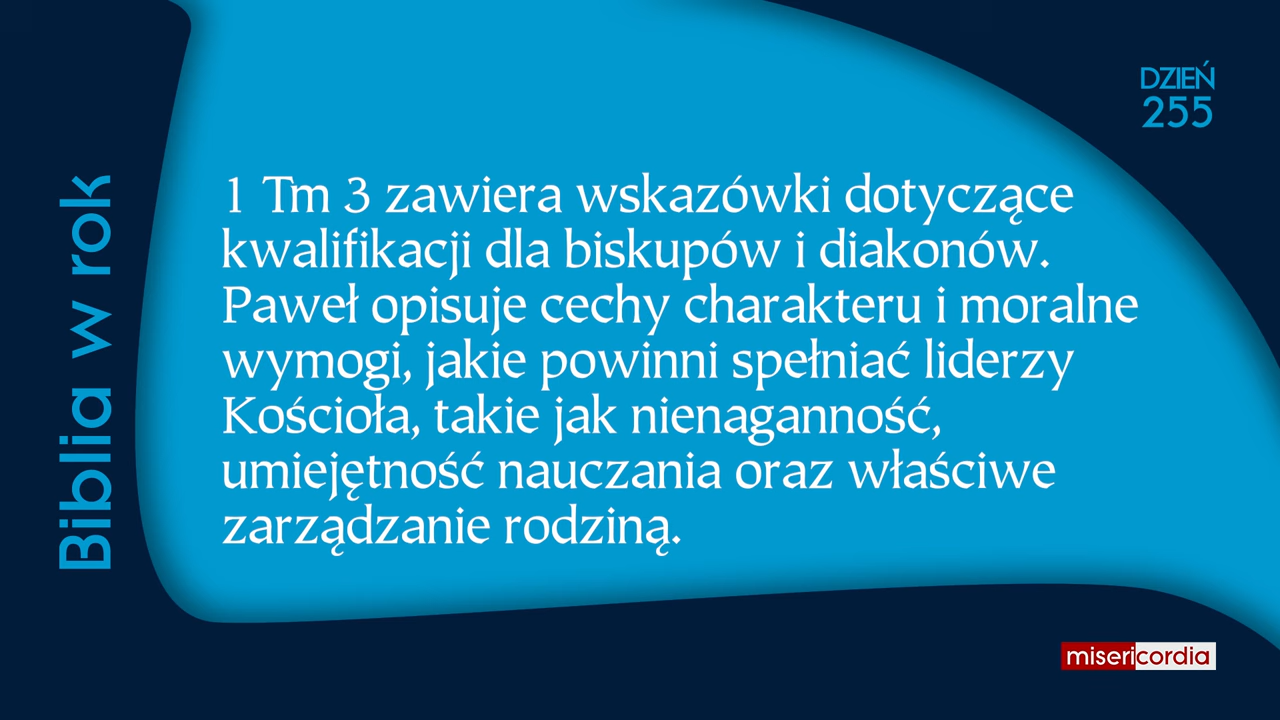 DZIEŃ
255
Biblia w rok
1 Tm 3 zawiera wskazówki dotyczące
kwalifikacji dla biskupów i diakonów.
Paweł opisuje cechy charakteru i moralne
wymogi, jakie powinni spełniać liderzy
Kościoła, takie jak nienaganność,
umiejętność nauczania oraz właściwe
zarządzanie rodziną.
misericordia